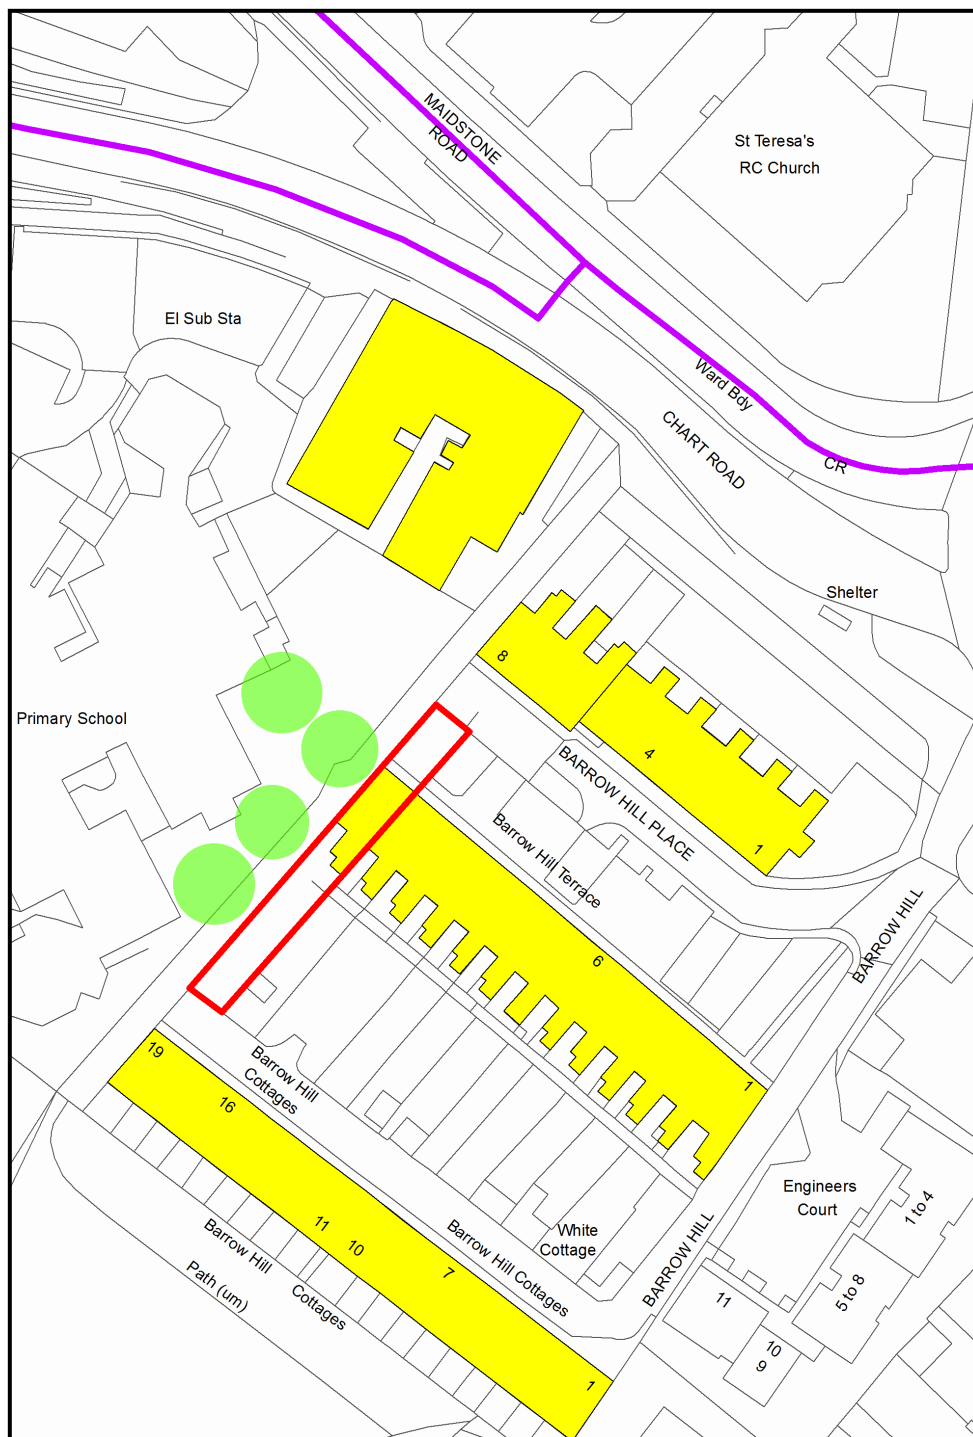 MAIDSTONE
ROAD
St Teresa's
RC Church
El Sub Sta
Ward Bdy
CHART ROAD
CR
Shelter
8
Primary School
4
BARROW HILL PLACE
1
Barrow Hill Terrace
BARROW HILL
6
19
Barrow Hill
Cottages
1
16
Engineers
Court
1 to 4
11
10
White
Cottage
Barrow Hill
Cottages
Path (um)
7
Barrow Hill Cottages
BARROW HILL
5 to 8
11
10
9
1